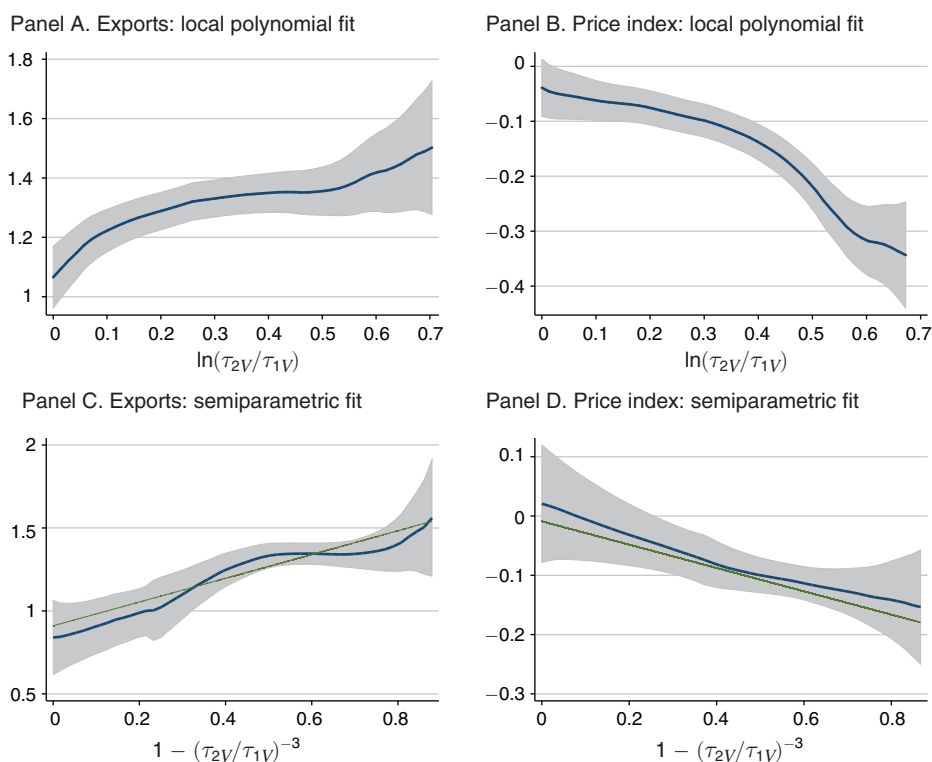 Panel A. Exports: local polynomial fit
1.8
1.6
1.4
1.2
1
0 0.1 0.2 0.3 0.4 0.5 0.6 0.7
ln(τ2V/τ1V)
Panel B. Price index: local polynomial fit
0
−0.1
−0.2
−0.3
−0.4
0 0.1 0.2 0.3 0.4 0.5 0.6 0.7
ln(τ2V/τ1V)
Panel C. Exports: semiparametric fit
2
1.5
1
0.5
0 0.2 0.4 0.6 0.8
1 − (τ2V/τ1V)−3
Panel D. Price index: semiparametric fit
0.1
0
−0.1
−0.2
−0.3
0 0.2 0.4 0.6 0.8
1 − (τ2V/τ1V)−3